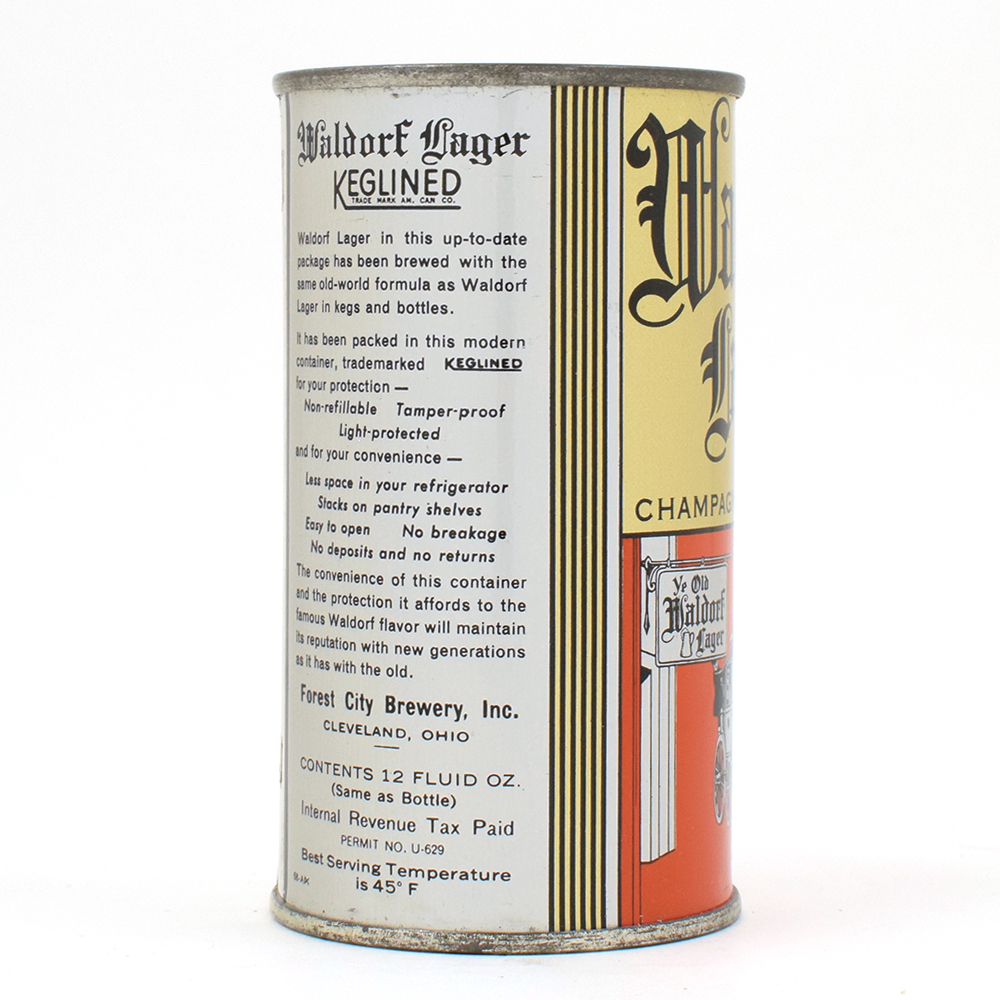 Waldorf Lager
KEGLINED
TRADE MARK AM. CAN CO.
Waldorf Lager in this up-to-date
package has been brewed with the
same old-world formula as Waldorf
Lager in kegs and bottles.
It has been packed in this modern
container, trademarked KEGLINED
for your protection —
Non-refillable Tamper-proof
Light-protected
and for your convenience —
Less space in your refrigerator
Stacks on pantry shelves
Easy to open No breakage
No deposits and no returns
The convenience of this container
and the protection it affords to the
famous Waldorf flavor will maintain
its reputation with new generations
as it has with the old.
Forest City Brewery, Inc.
CLEVELAND, OHIO
CONTENTS 12 FLUID OZ.
(Same as Bottle)
Internal Revenue Tax Paid
PERMIT NO. U-629
Best Serving Temperature
is 45° F
Wa
CHAMPAG
Ye Old
Waldorf
Lager